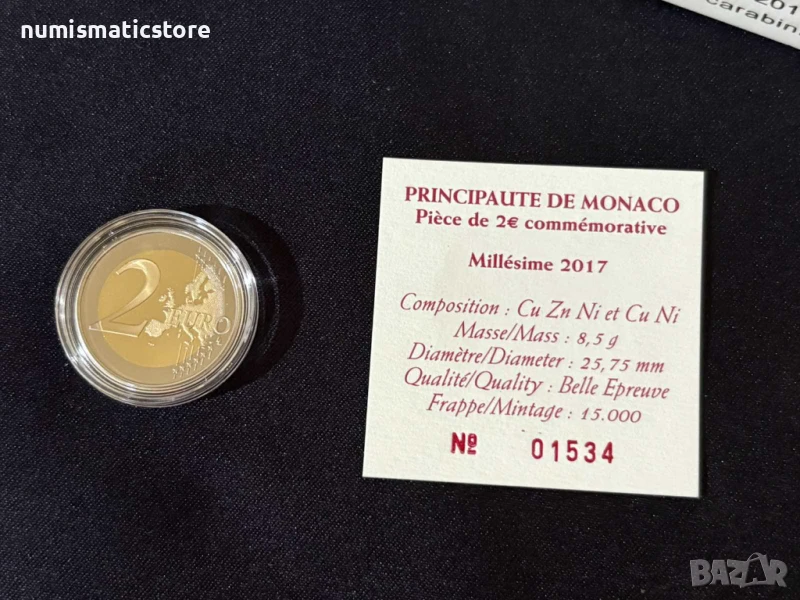 numismaticstore
201
carabin
PRINCIPAUTE DE MONACO
Pièce de 2€ commémorative
Millésime 2017
Composition : Cu Zn Ni et Cu Ni
Masse/Mass : 8,5 g
Diamètre/Diameter : 25,75 mm
Qualité/Quality : Belle Epreuve
Frappe/Mintage : 15.000
Nº 01534
2 EURO
BAZAR